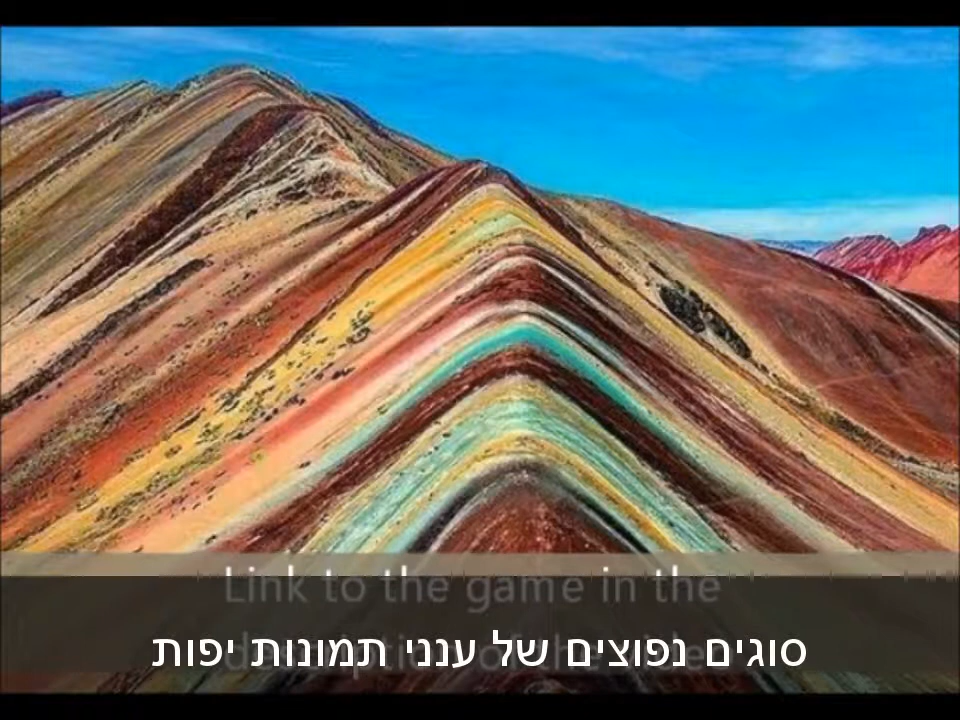 Link to the game in the
סוגים נפוצים של ענני תמונות יפות